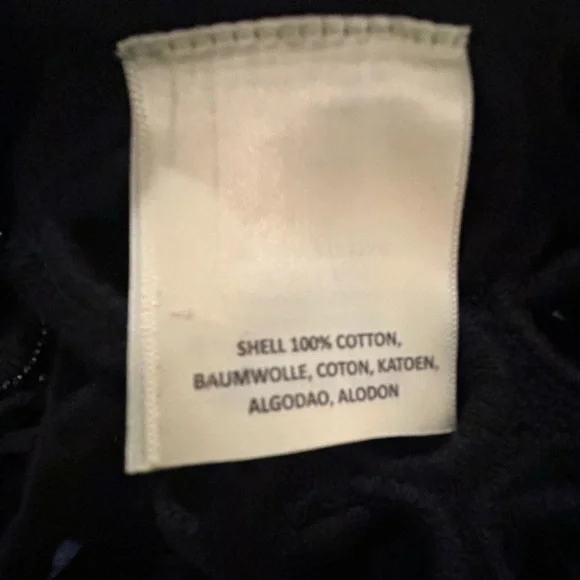 SHELL 100% COTTON,
BAUMWOLLE, COTON, KATOEN,
ALGODAO, ALODON